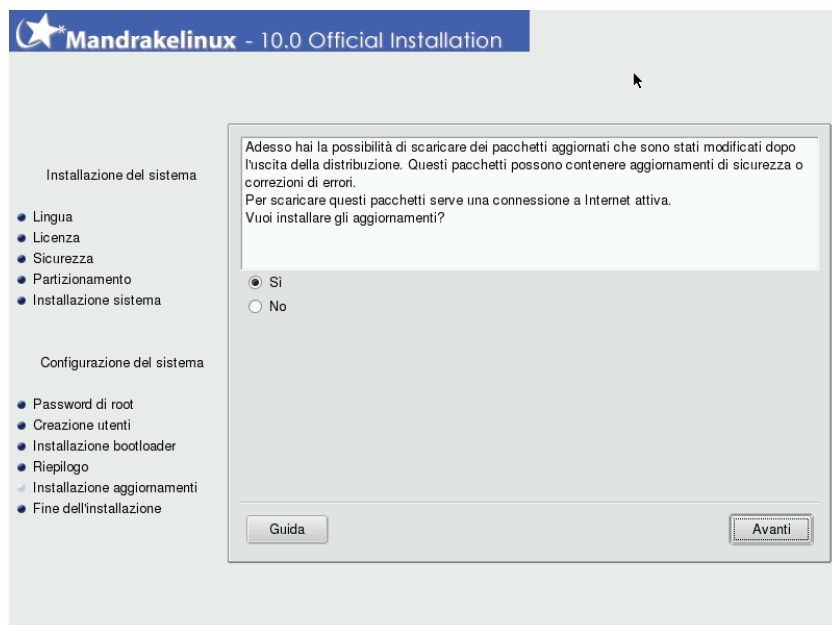 Mandrakelinux - 10.0 Official Installation
Installazione del sistema
Lingua
Licenza
Sicurezza
Partizionamento
Installazione sistema
Configurazione del sistema
Password di root
Creazione utenti
Installazione bootloader
Riepilogo
Installazione aggiornamenti
Fine dell'installazione
Adesso hai la possibilità di scaricare dei pacchetti aggiornati che sono stati modificati dopo
l'uscita della distribuzione. Questi pacchetti possono contenere aggiornamenti di sicurezza o
correzioni di errori.
Per scaricare questi pacchetti serve una connessione a Internet attiva.
Vuoi installare gli aggiornamenti?
Sì
No
Guida
Avanti